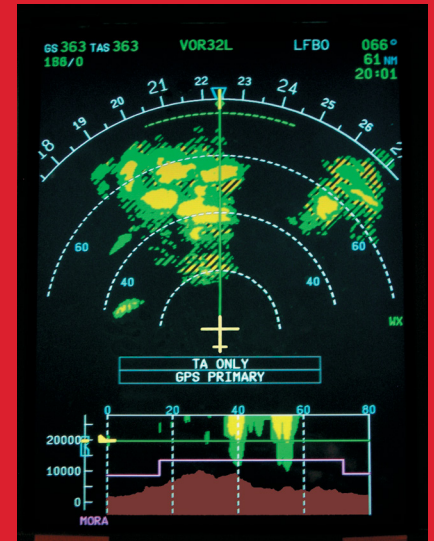 GS 363 TAS 363 VOR32L LFBO 066°
186/0 61 NM
20:01
18 19 20 21 22 23 24 25 26
60 60
40 40
WX
TA ONLY
GPS PRIMARY
0 20 40 60 80
20000
10000
0
MORA